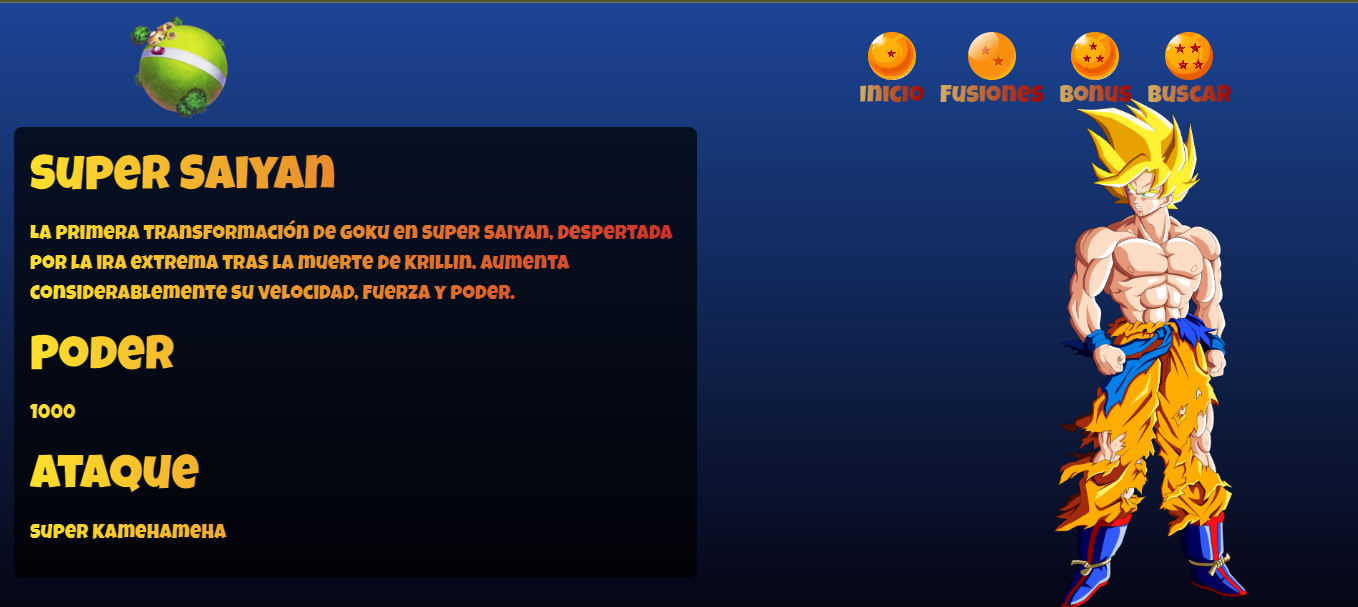 Inicio
Fusiones
Bonus
Buscar
Super Saiyan
La primera transformación de Goku en Super Saiyan, despertada
por la ira extrema tras la muerte de Krillin. Aumenta
considerablemente su velocidad, fuerza y poder.
Poder
1000
Ataque
Super Kamehameha